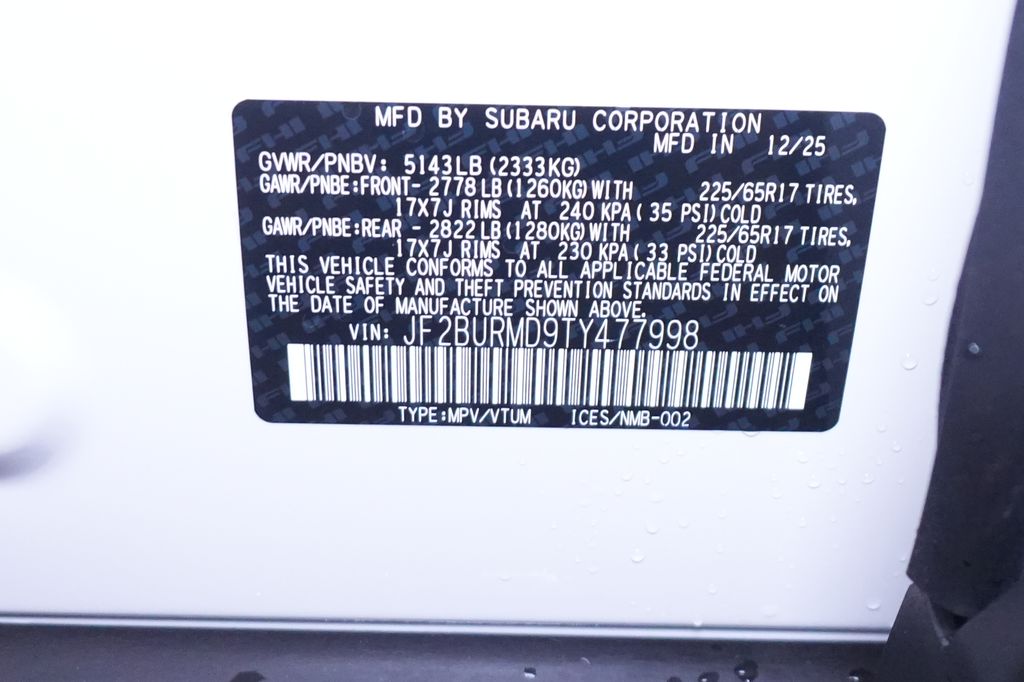 MFD BY SUBARU CORPORATION
MFD IN 12/25
GVWR/PNBV: 5143LB (2333KG)
GAWR/PNBE:FRONT- 2778 LB (1260KG) WITH 225/65R17 TIRES,
17X7J RIMS AT 240 KPA ( 35 PSI) COLD
GAWR/PNBE:REAR - 2822 LB (1280KG) WITH 225/65R17 TIRES,
17X7J RIMS AT 230 KPA ( 33 PSI) COLD
THIS VEHICLE CONFORMS TO ALL APPLICABLE FEDERAL MOTOR
VEHICLE SAFETY AND THEFT PREVENTION STANDARDS IN EFFECT ON
THE DATE OF MANUFACTURE SHOWN ABOVE.
VIN: JF2BURMD9TY477998
TYPE:MPV/VTUM ICES/NMB-002